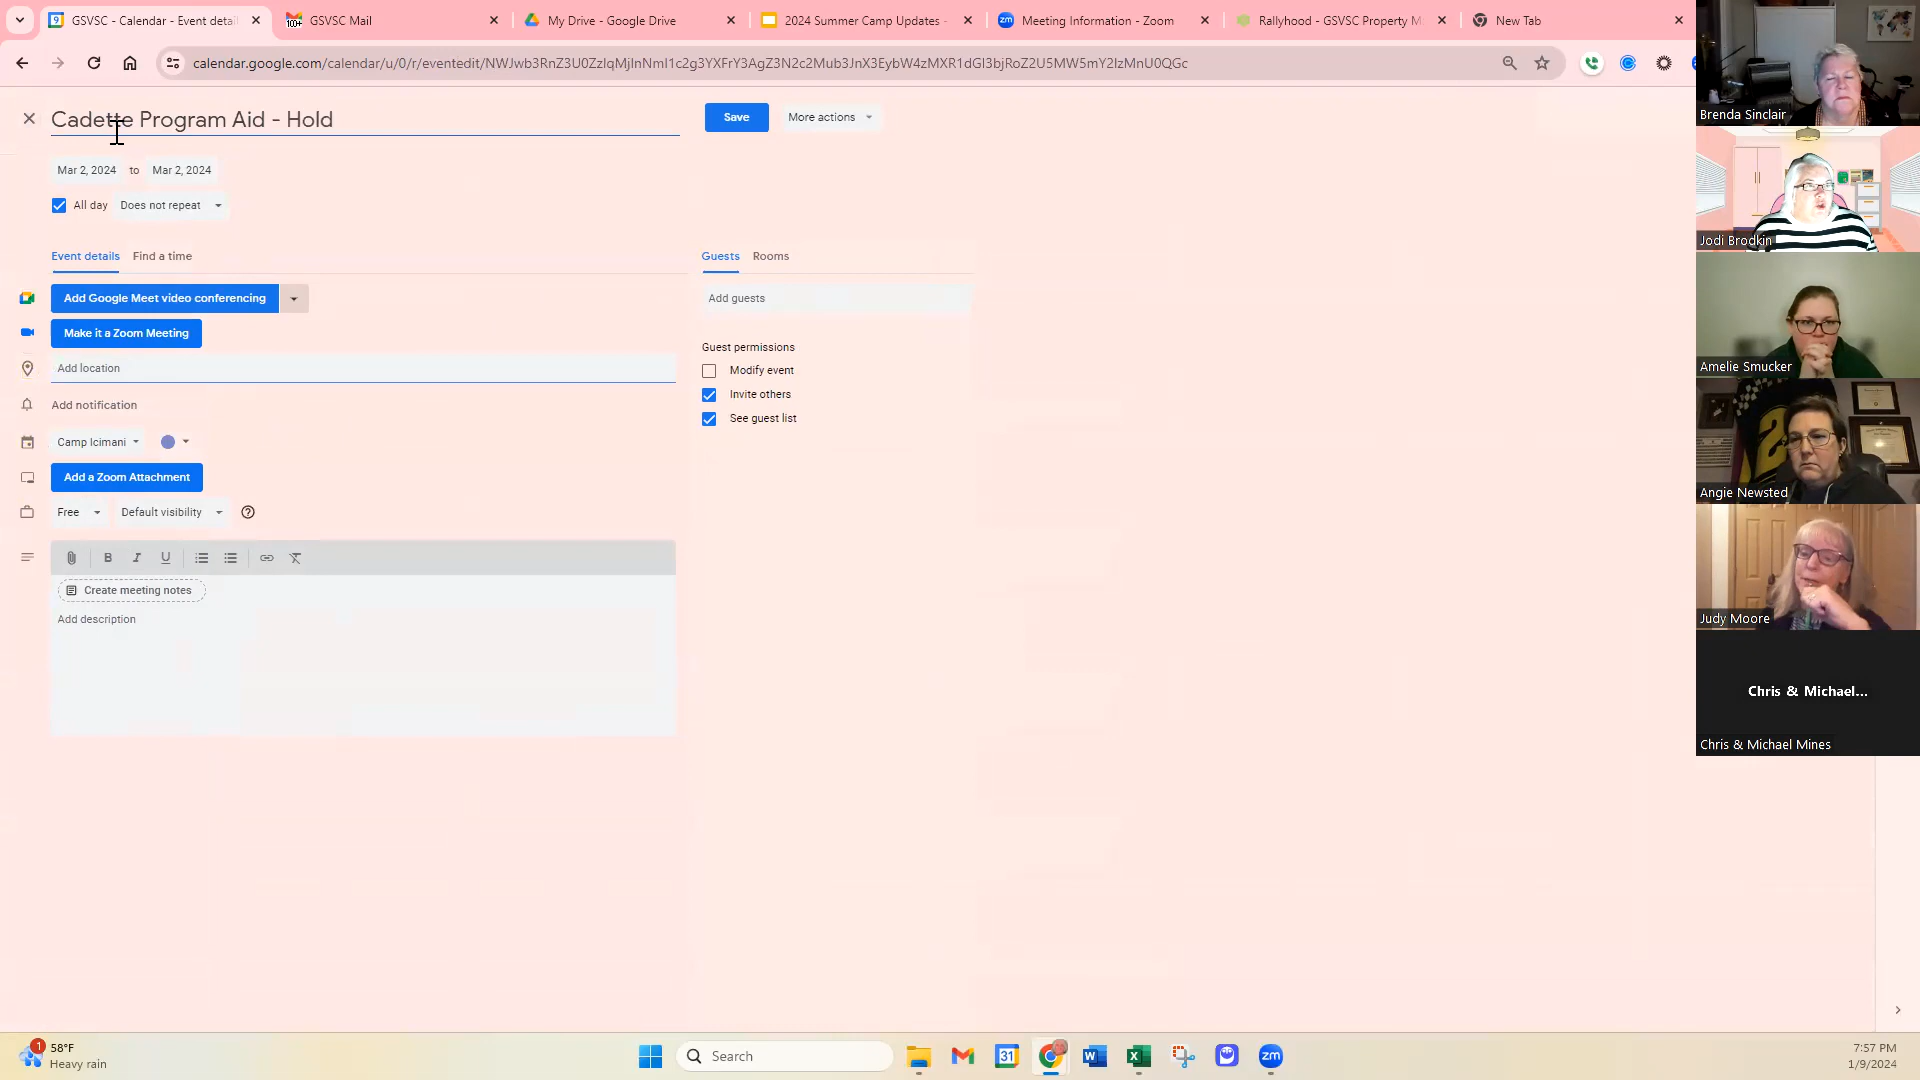 GSVSC - Calendar - Event detai
GSVSC Mail
My Drive - Google Drive
2024 Summer Camp Updates -
Meeting Information - Zoom
Rallyhood - GSVSC Property M
New Tab
calendar.google.com/calendar/u/0/r/eventedit/NWJwb3RnZ3U0ZzlqMjlnNml1c2g3YXFrY3AgZ3N2c2Mub3JnX3EybW4zMXR1dGl3bjRoZ2U5MW5mY2IzMnU0QGc
Cadette Program Aid - Hold
Save
More actions
Mar 2, 2024 to Mar 2, 2024
All day
Does not repeat
Event details
Find a time
Guests
Rooms
Add Google Meet video conferencing
Add guests
Make it a Zoom Meeting
Guest permissions
Add location
Modify event
Invite others
Add notification
See guest list
Camp Icimani
Add a Zoom Attachment
Free
Default visibility
B I U
Create meeting notes
Add description
Brenda Sinclair
Jodi Brodkin
Amelie Smucker
Angie Newsted
Judy Moore
Chris & Michael...
Chris & Michael Mines
1
58°F
Heavy rain
Search
31
zm
7:57 PM
1/9/2024